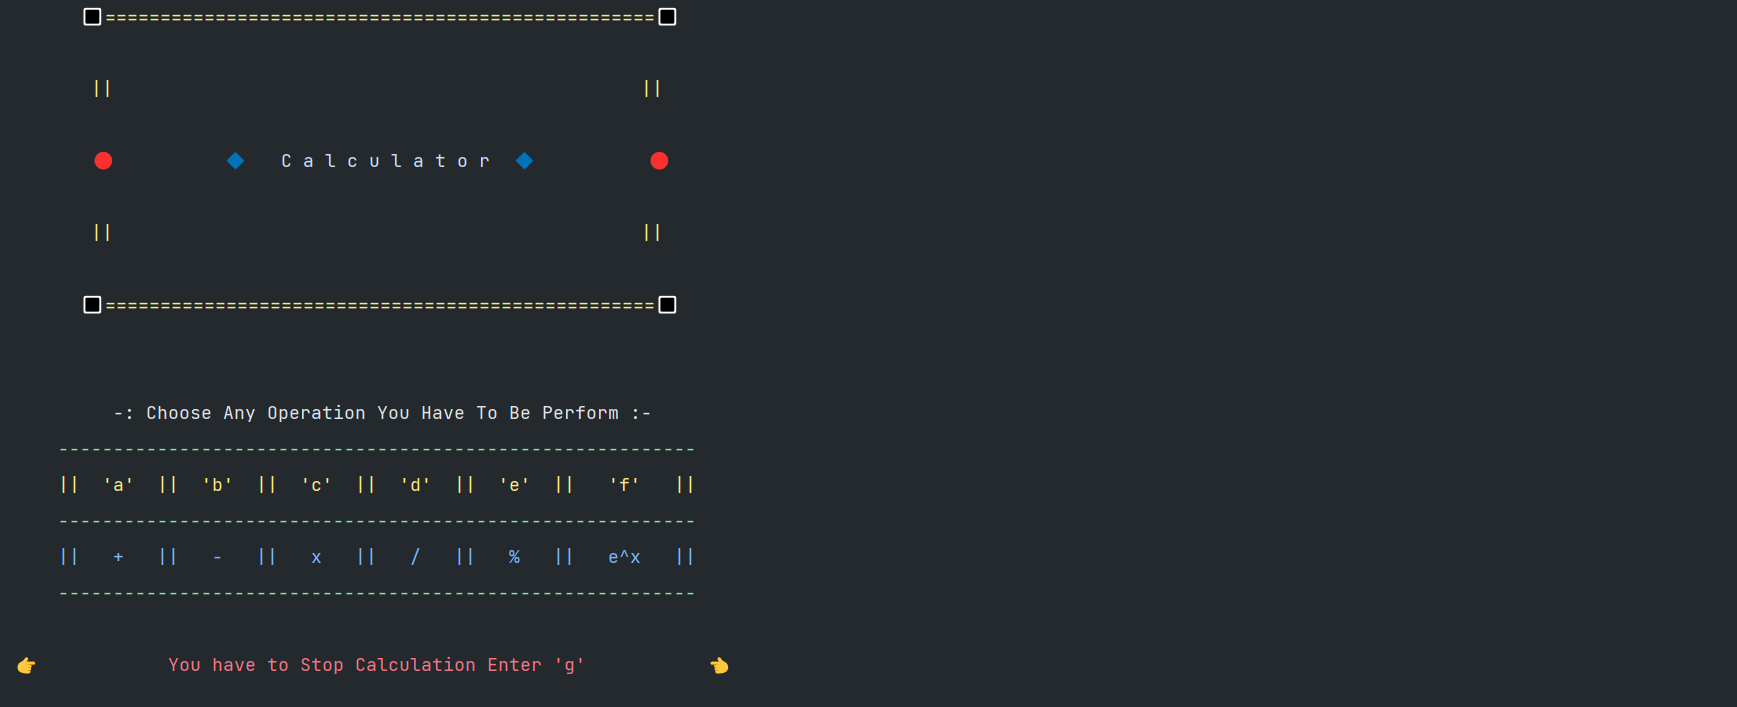 🔲==================================================🔲
|| ||
🔴 🔷 C a l c u l a t o r 🔷 🔴
|| ||
🔲==================================================🔲
-: Choose Any Operation You Have To Be Perform :-
----------------------------------------------------------
|| 'a' || 'b' || 'c' || 'd' || 'e' || 'f' ||
----------------------------------------------------------
|| + || - || x || / || % || e^x ||
----------------------------------------------------------
👉 You have to Stop Calculation Enter 'g' 👈